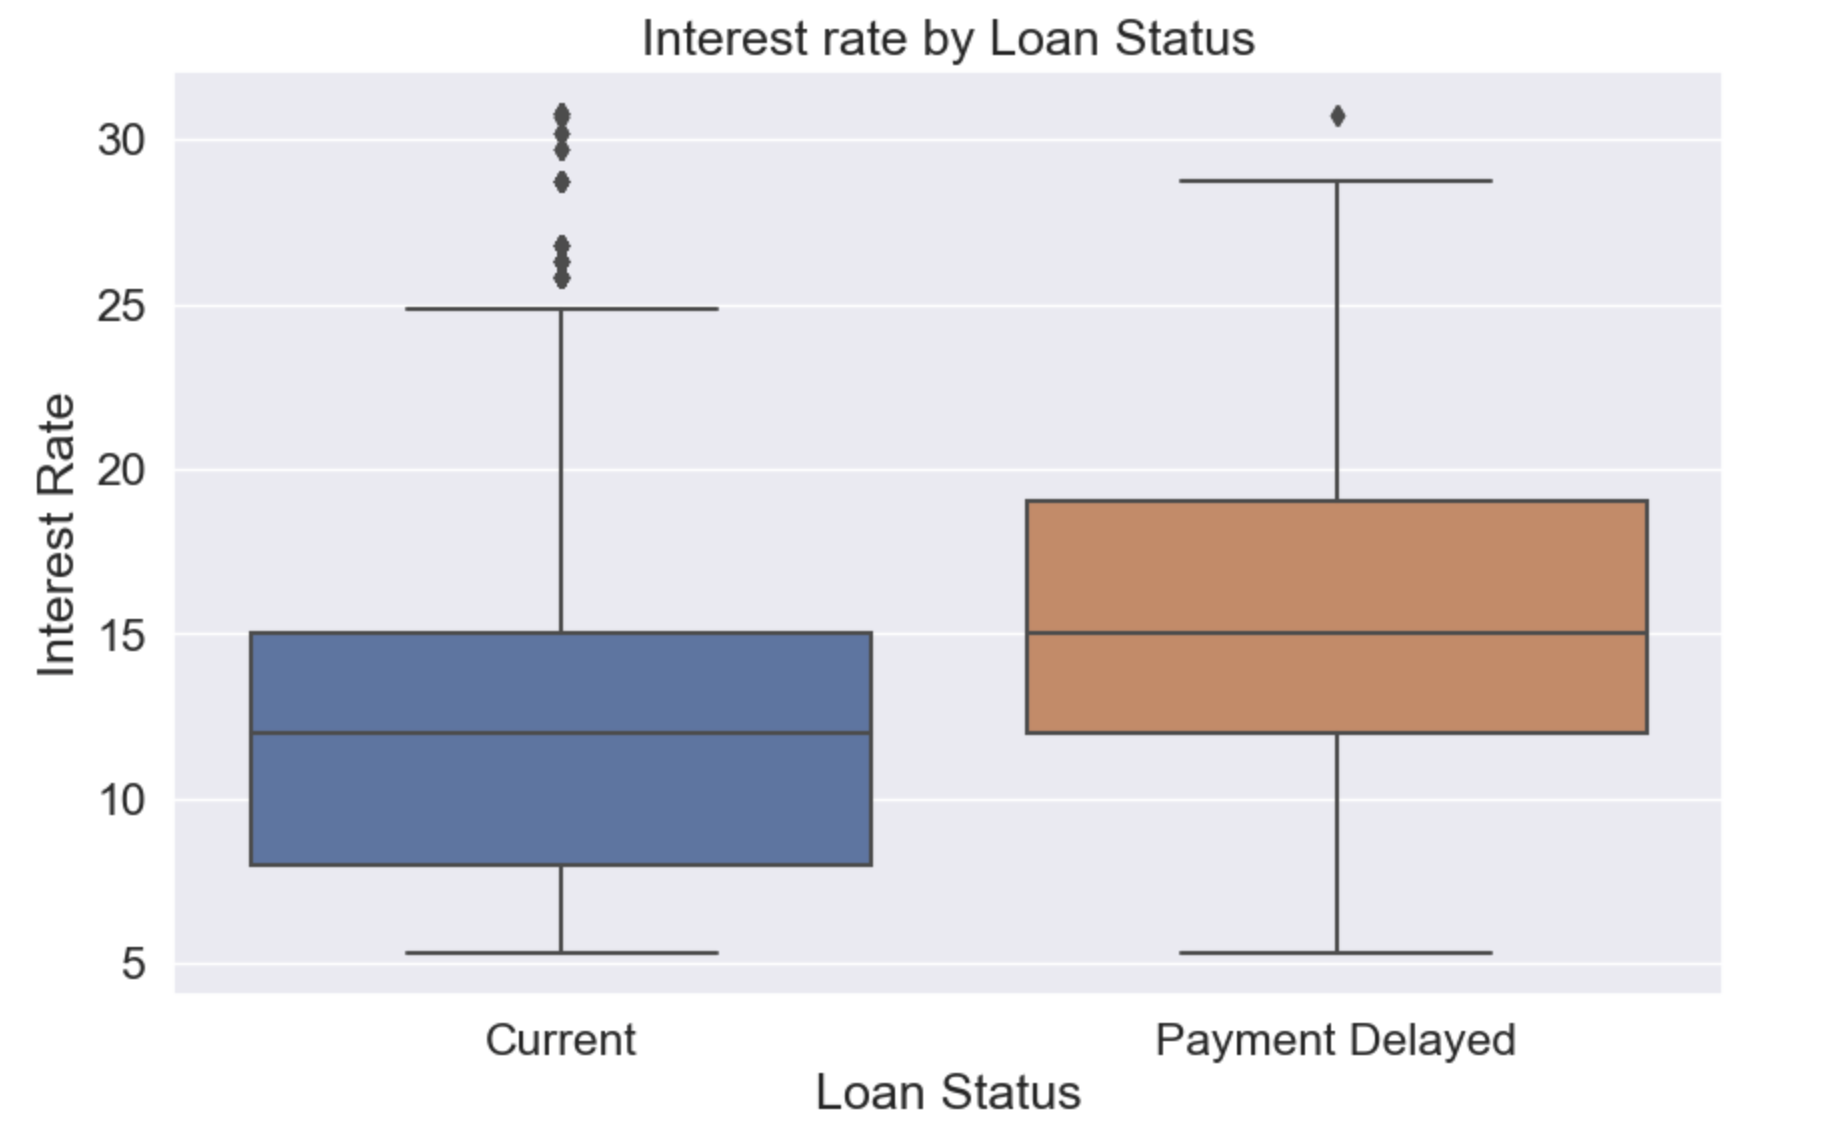 Interest rate by Loan Status
30
25
20
15
10
5
Interest Rate
Current
Payment Delayed
Loan Status